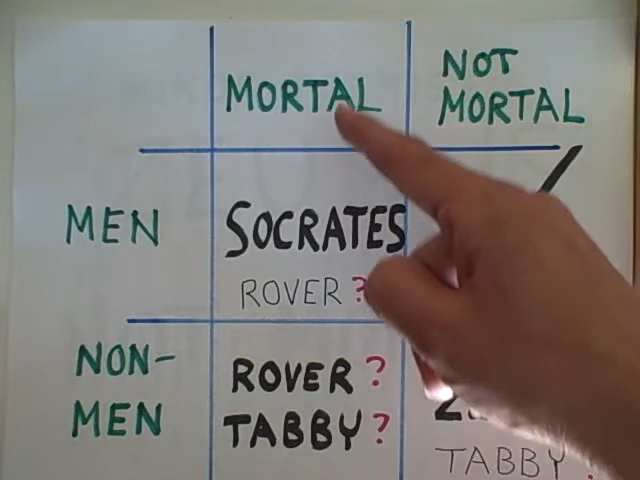 MORTAL
NOT
MORTAL
MEN
SOCRATES
ROVER?
NON-
MEN
ROVER?
TABBY?
TABBY